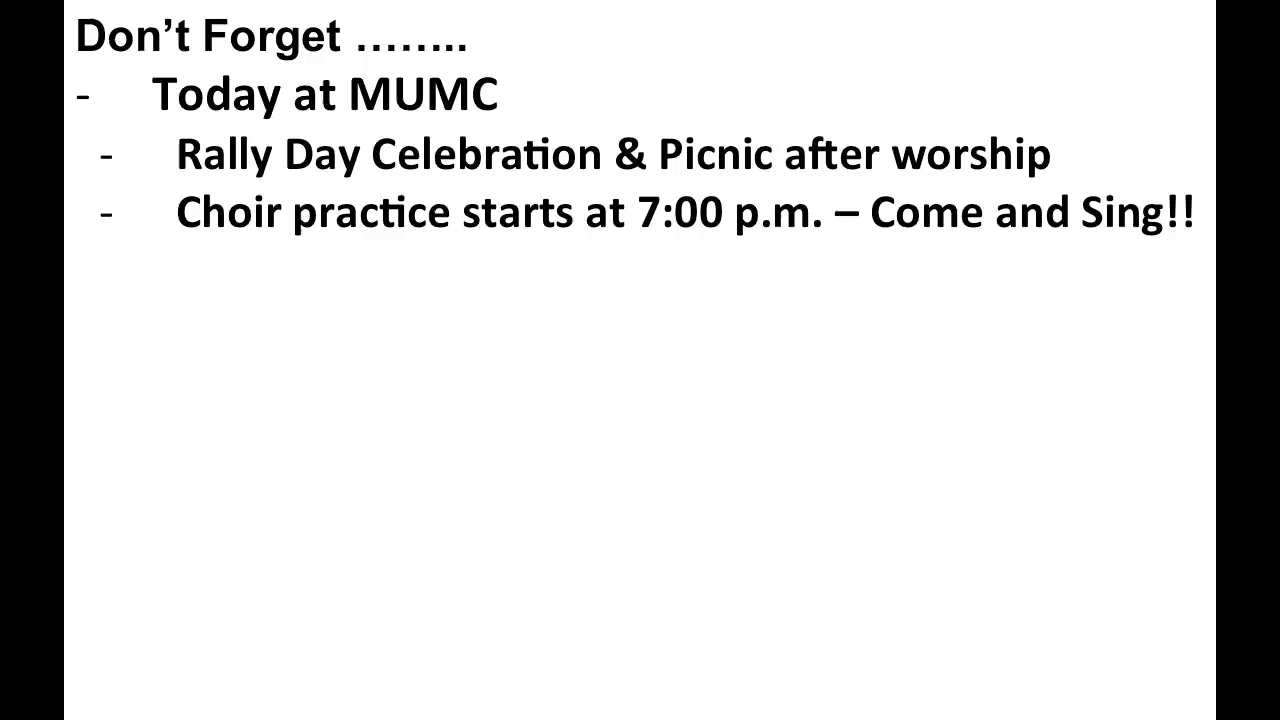 Don’t Forget ……..
- Today at MUMC
- Rally Day Celebration & Picnic after worship
- Choir practice starts at 7:00 p.m. – Come and Sing!!